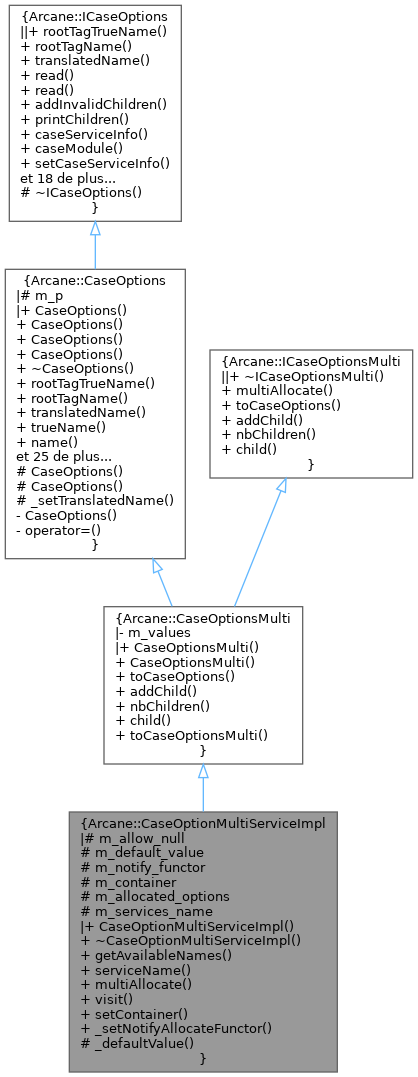 {Arcane::ICaseOptions
||+ rootTagTrueName()
+ rootTagName()
+ translatedName()
+ read()
+ read()
+ addInvalidChildren()
+ printChildren()
+ caseServiceInfo()
+ caseModule()
+ setCaseServiceInfo()
et 18 de plus...
# ~ICaseOptions()
}
{Arcane::CaseOptions
|# m_p
|+ CaseOptions()
+ CaseOptions()
+ CaseOptions()
+ CaseOptions()
+ ~CaseOptions()
+ rootTagTrueName()
+ rootTagName()
+ translatedName()
+ trueName()
+ name()
et 25 de plus...
# CaseOptions()
# CaseOptions()
# _setTranslatedName()
- CaseOptions()
- operator=()
}
{Arcane::ICaseOptionsMulti
||+ ~ICaseOptionsMulti()
+ multiAllocate()
+ toCaseOptions()
+ addChild()
+ nbChildren()
+ child()
}
{Arcane::CaseOptionsMulti
|- m_values
|+ CaseOptionsMulti()
+ CaseOptionsMulti()
+ toCaseOptions()
+ addChild()
+ nbChildren()
+ child()
+ toCaseOptionsMulti()
}
{Arcane::CaseOptionMultiServiceImpl
|# m_allow_null
# m_default_value
# m_notify_functor
# m_container
# m_allocated_options
# m_services_name
|+ CaseOptionMultiServiceImpl()
+ ~CaseOptionMultiServiceImpl()
+ getAvailableNames()
+ serviceName()
+ multiAllocate()
+ visit()
+ setContainer()
+ _setNotifyAllocateFunctor()
# _defaultValue()
}